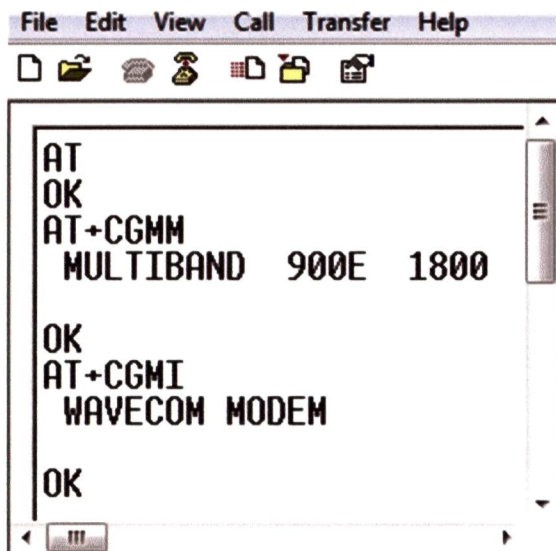 File Edit View Call Transfer Help
AT
OK
AT+CGMM
MULTIBAND 900E 1800
OK
AT+CGMI
WAVECOM MODEM
OK